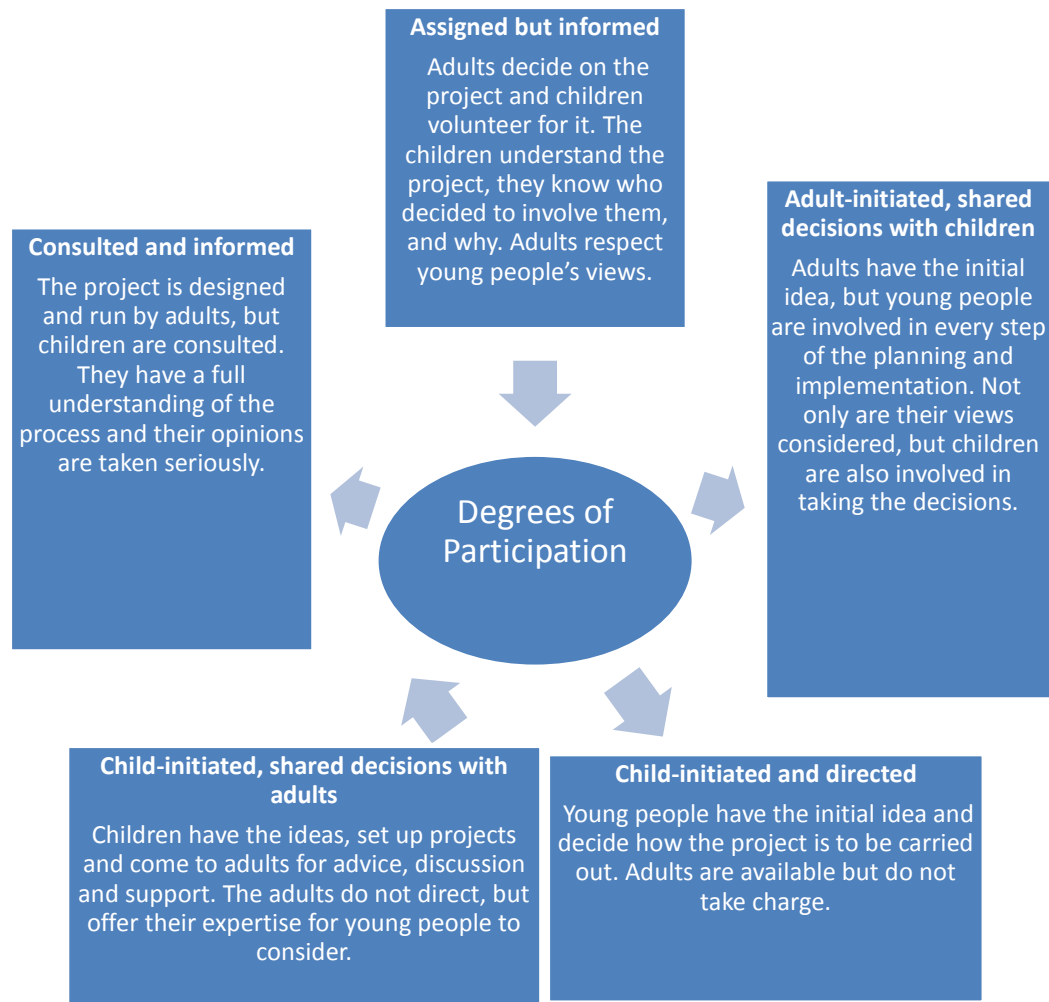 Assigned but informed
Adults decide on the
project and children
volunteer for it. The
children understand the
project, they know who
decided to involve them,
and why. Adults respect
young people's views.
Adult-initiated, shared
decisions with children
Adults have the initial
idea, but young people
are involved in every step
of the planning and
implementation. Not
only are their views
considered, but children
are also involved in
taking the decisions.
Consulted and informed
The project is designed
and run by adults, but
children are consulted.
They have a full
understanding of the
process and their opinions
are taken seriously.
Degrees of
Participation
Child-initiated, shared decisions with
adults
Children have the ideas, set up projects
and come to adults for advice, discussion
and support. The adults do not direct, but
offer their expertise for young people to
consider.
Child-initiated and directed
Young people have the initial idea and
decide how the project is to be carried
out. Adults are available but do not
take charge.